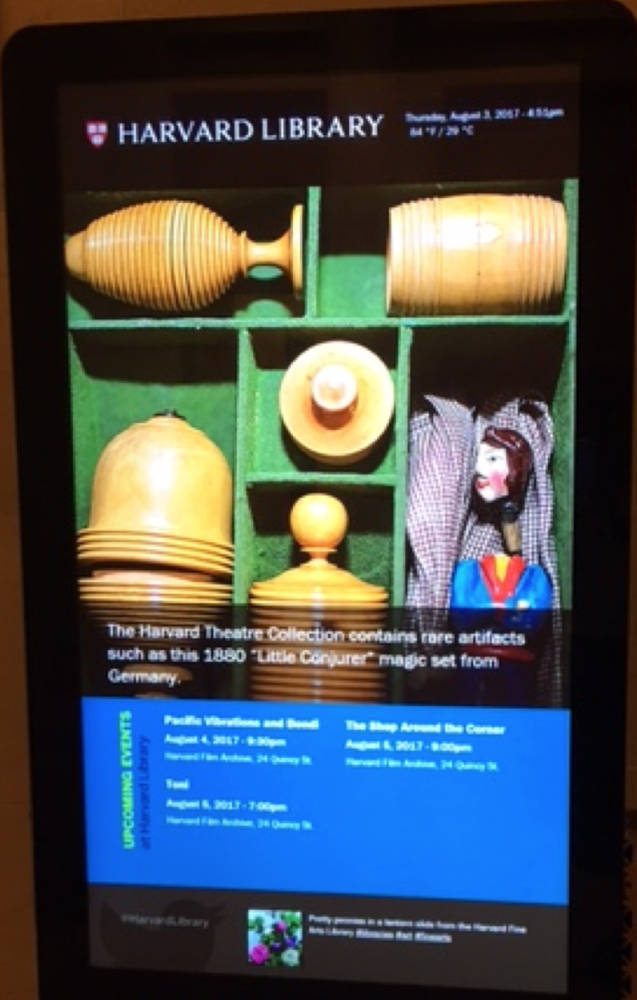 HARVARD LIBRARY
Thursday, August 3, 2017 - 4:51pm
84 °F / 29 °C
The Harvard Theatre Collection contains rare artifacts
such as this 1880 "Little Conjurer" magic set from
Germany.
UPCOMING EVENTS
at Harvard Library
Pacific Vibrations and Bondi
August 4, 2017 - 9:30pm
Harvard Film Archive, 24 Quincy St.
Toni
August 5, 2017 - 7:00pm
Harvard Film Archive, 24 Quincy St.
The Shop Around the Corner
August 5, 2017 - 9:00pm
Harvard Film Archive, 24 Quincy St.
@HarvardLibrary
Pretty peonies in a lantern slide from the Harvard Fine
Arts Library #libraries #art #flowers